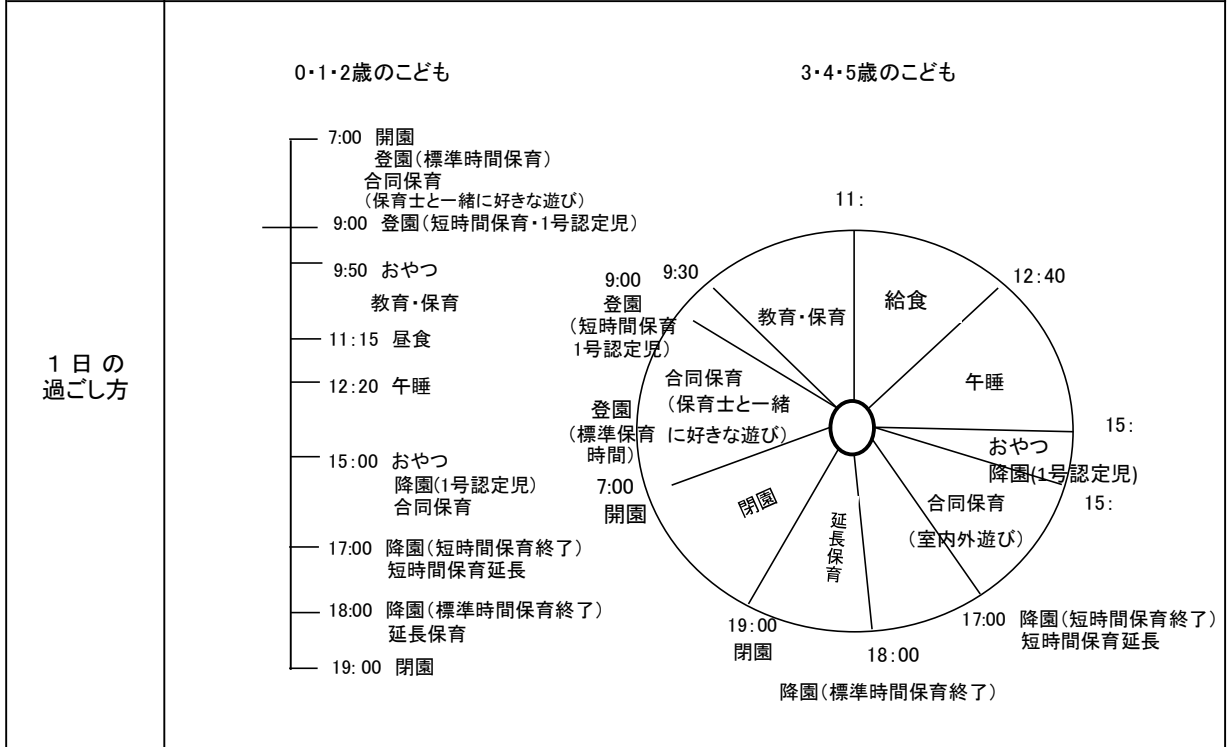 1 日 の
過ごし方
0・1・2歳のこども
7:00 開園
登園(標準時間保育)
合同保育
(保育士と一緒に好きな遊び)
9:00 登園(短時間保育・1号認定児)
9:50 おやつ
教育・保育
11:15 昼食
12:20 午睡
15:00 おやつ
降園(1号認定児)
合同保育
17:00 降園(短時間保育終了)
短時間保育延長
18:00 降園(標準時間保育終了)
延長保育
19:00 閉園
3・4・5歳のこども
11:
給食
12:40
午睡
15:
おやつ
降園(1号認定児)
15:
合同保育
(室内外遊び)
17:00 降園(短時間保育終了)
短時間保育延長
18:00
降園(標準時間保育終了)
延長保育
19:00
閉園
閉園
7:00
開園
登園
(標準保育
時間)
合同保育
(保育士と一緒
に好きな遊び)
9:00
登園
(短時間保育
1号認定児)
9:30
教育・保育